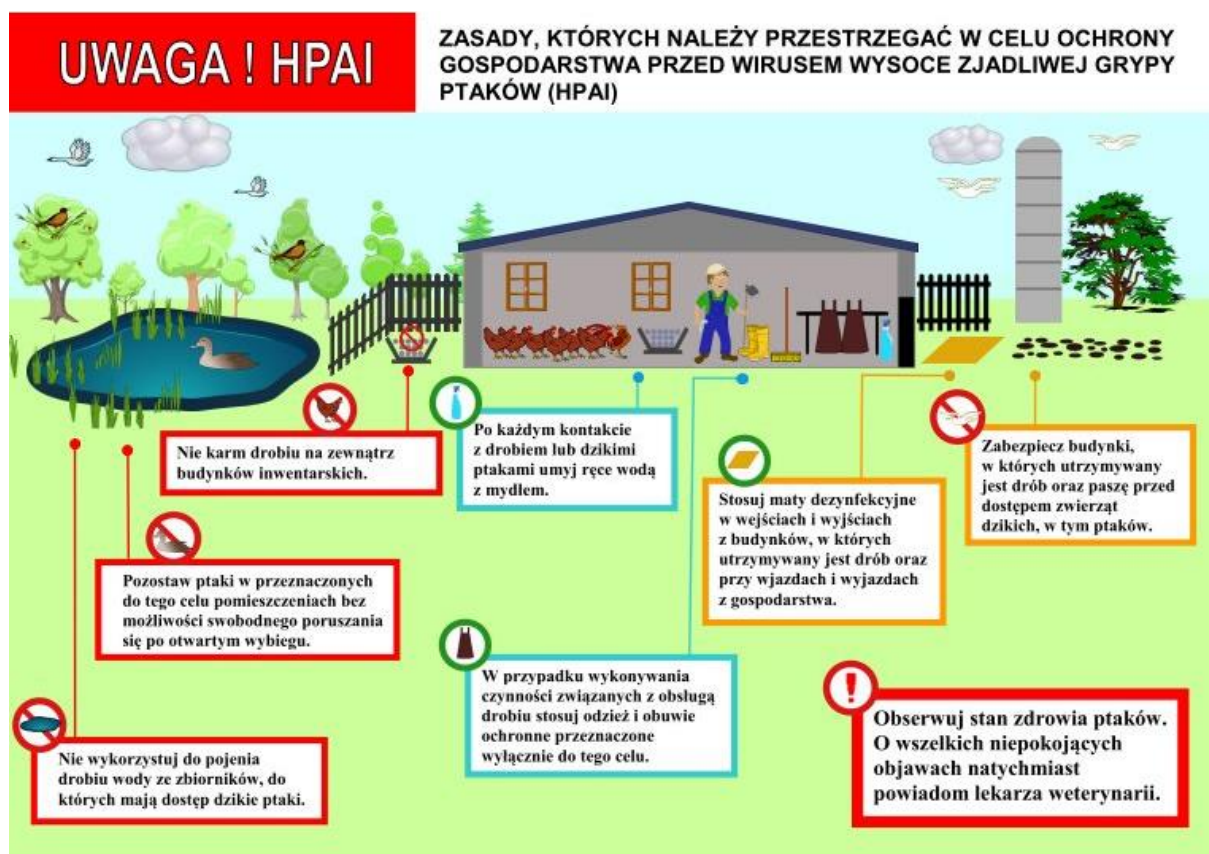 UWAGA ! HPAI
ZASADY, KTÓRYCH NALEŻY PRZESTRZEGAĆ W CELU OCHRONY
GOSPODARSTWA PRZED WIRUSEM WYSOCE ZJADLIWEJ GRYPY
PTAKÓW (HPAI)
Nie karm drobiu na zewnątrz
budynków inwentarskich.
Po każdym kontakcie
z drobiem lub dzikimi
ptakami umyj ręce wodą
z mydłem.
Stosuj maty dezynfekcyjne
w wejściach i wyjściach
z budynków, w których
utrzymywany jest drób oraz
przy wjazdach i wyjazdach
z gospodarstwa.
Zabezpiecz budynki,
w których utrzymywany
jest drób oraz paszę przed
dostępem zwierząt
dzikich, w tym ptaków.
Pozostaw ptaki w przeznaczonych
do tego celu pomieszczeniach bez
możliwości swobodnego poruszania
się po otwartym wybiegu.
W przypadku wykonywania
czynności związanych z obsługą
drobiu stosuj odzież i obuwie
ochronne przeznaczone
wyłącznie do tego celu.
Nie wykorzystuj do pojenia
drobiu wody ze zbiorników, do
których mają dostęp dzikie ptaki.
Obserwuj stan zdrowia ptaków.
O wszelkich niepokojących
objawach natychmiast
powiadom lekarza weterynarii.